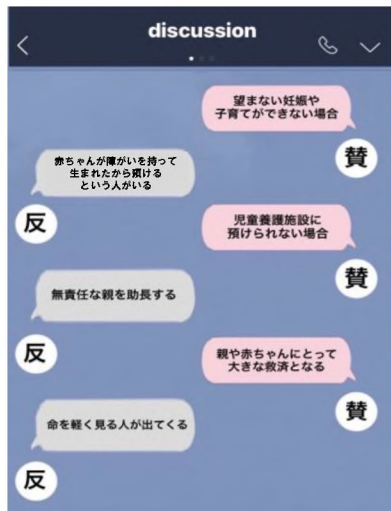 discussion
望まない妊娠や
子育てができない場合
賛
赤ちゃんが障がいを持って
生まれたから預ける
という人がいる
反
児童養護施設に
預けられない場合
賛
無責任な親を助長する
反
親や赤ちゃんにとって
大きな救済となる
賛
命を軽く見る人が出てくる
反